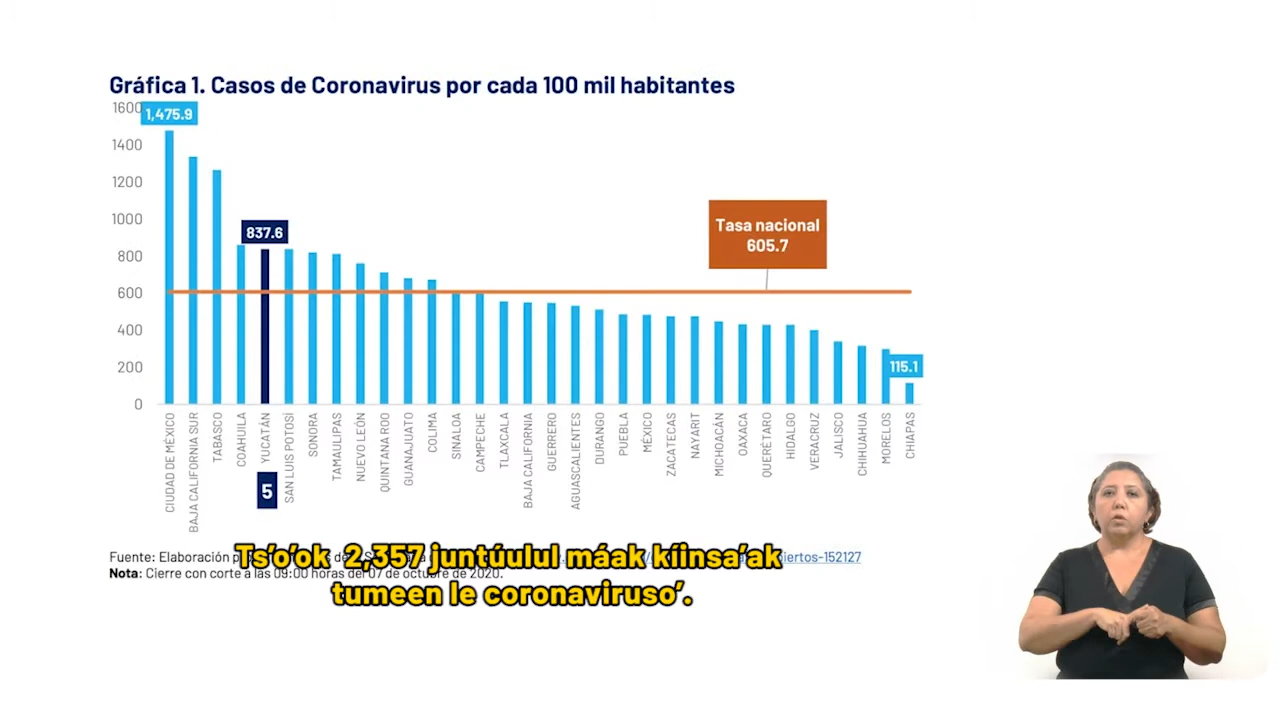 Gráfica 1. Casos de Coronavirus por cada 100 mil habitantes
1600
1,475.9
1400
1200
1000
800
600
400
200
0
837.6
Tasa nacional
605.7
115.1
CIUDAD DE MÉXICO
BAJA CALIFORNIA SUR
TABASCO
COAHUILA
YUCATÁN
SAN LUIS POTOSÍ
SONORA
TAMAULIPAS
NUEVO LEÓN
QUINTANA ROO
GUANAJUATO
COLIMA
SINALOA
CAMPECHE
TLAXCALA
BAJA CALIFORNIA
GUERRERO
AGUASCALIENTES
DURANGO
PUEBLA
MÉXICO
ZACATECAS
NAYARIT
MICHOACÁN
OAXACA
QUERÉTARO
HIDALGO
VERACRUZ
JALISCO
CHIHUAHUA
MORELOS
CHIAPAS
5
Fuente: Elaboración
Nota: Cierre con corte a las 09:00 horas del 07 de octubre de 2020.
Ts’o’ok 2,357 juntúulul máak kíinsa’ak
tumeen le coronaviruso’.